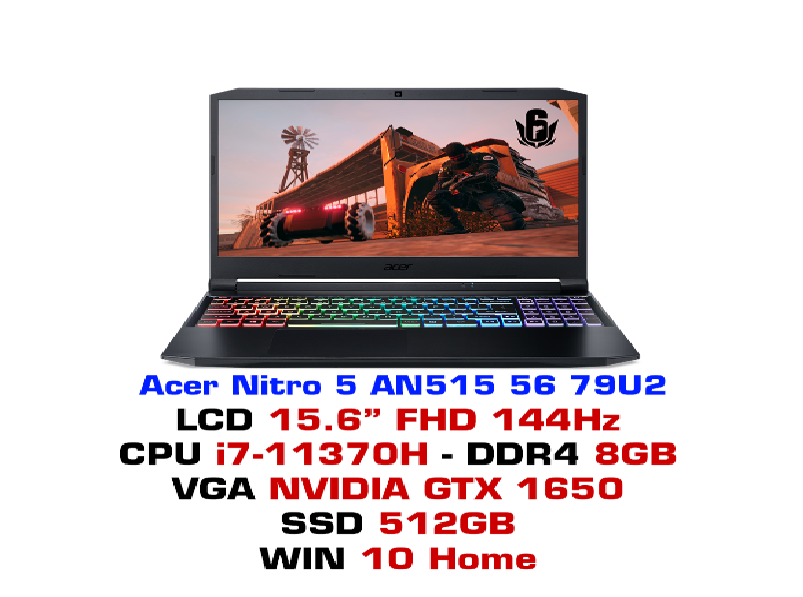 acer
Acer Nitro 5 AN515 56 79U2
LCD 15.6” FHD 144Hz
CPU i7-11370H - DDR4 8GB
VGA NVIDIA GTX 1650
SSD 512GB
WIN 10 Home